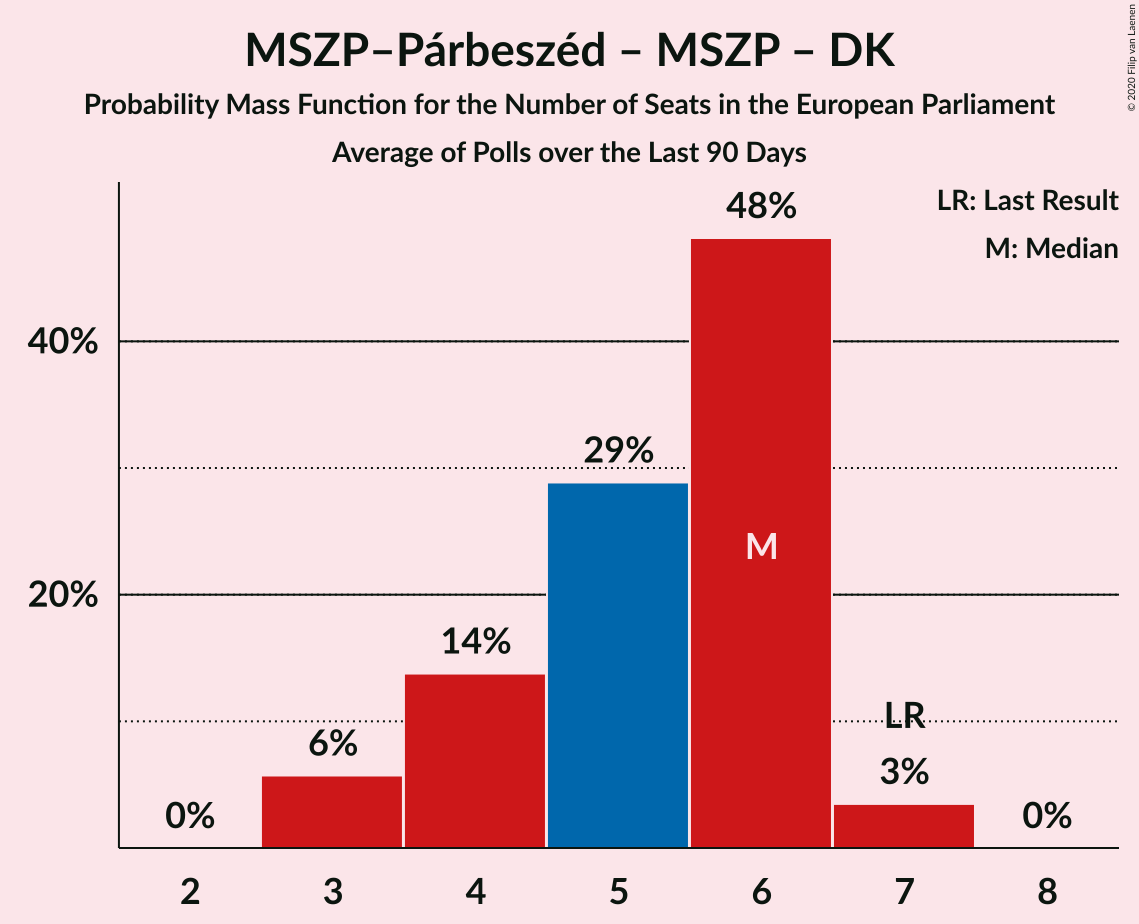 MSZP–Párbeszéd – MSZP – DK
Probability Mass Function for the Number of Seats in the European Parliament
Average of Polls over the Last 90 Days
© 2020 Filip van Laenen
LR: Last Result
M: Median
48%
40%
29%
M
20%
14%
LR
6%
3%
0%
0%
2 3 4 5 6 7 8